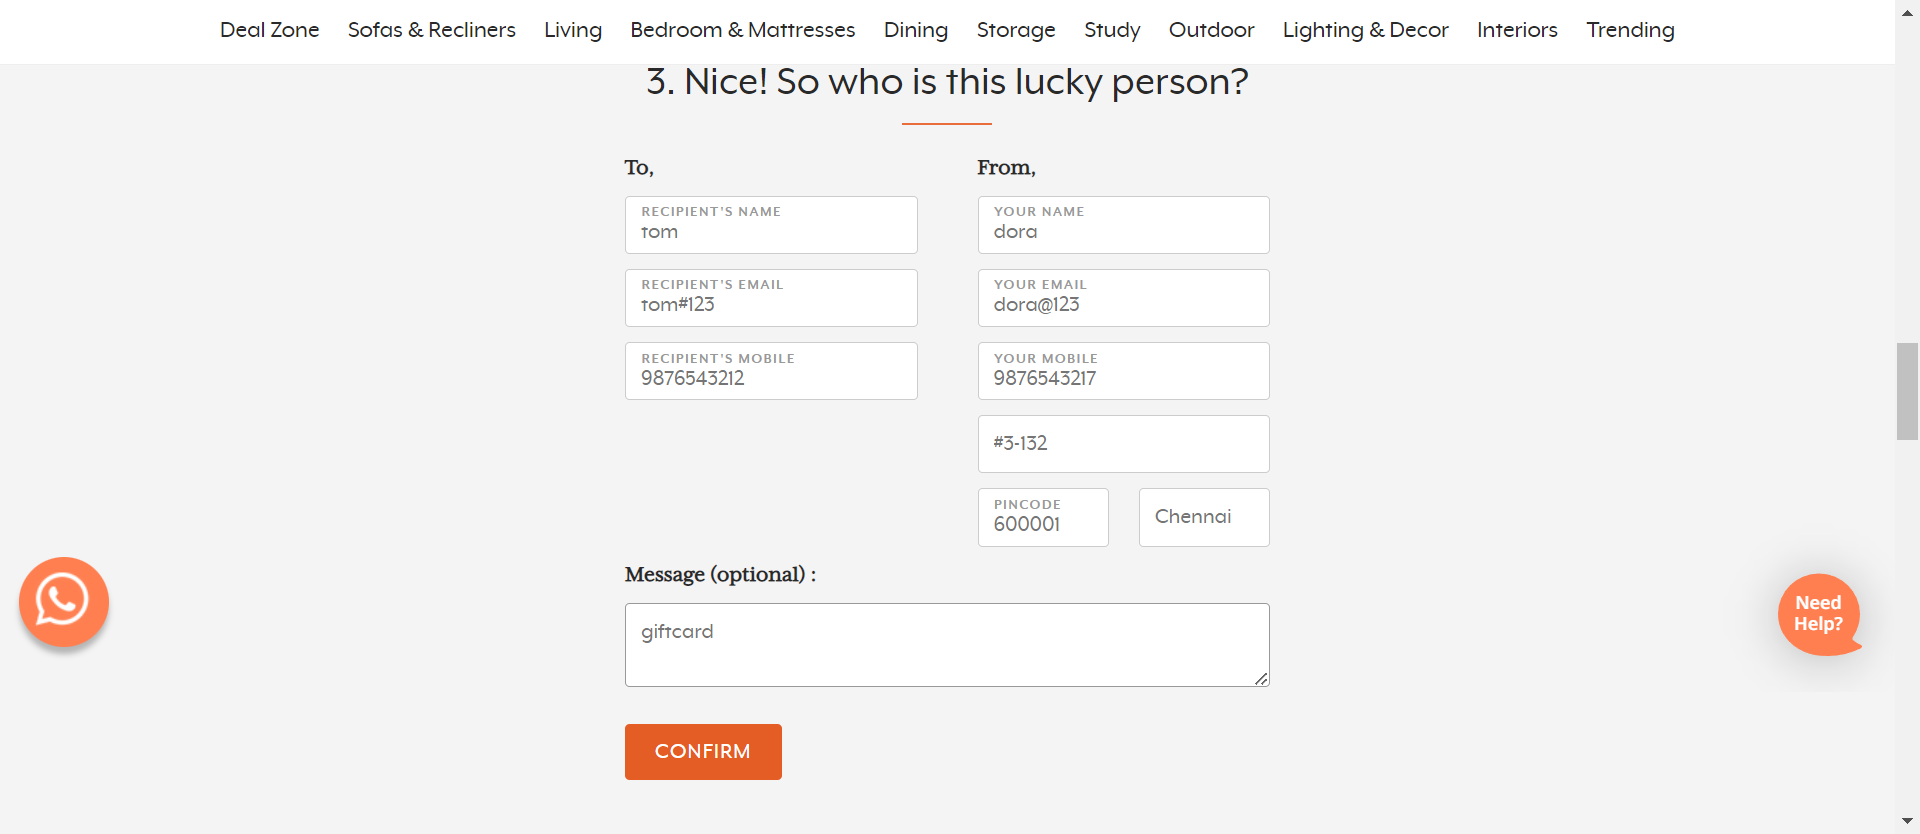 Deal Zone Sofas & Recliners Living Bedroom & Mattresses Dining Storage Study Outdoor Lighting & Decor Interiors Trending
3. Nice! So who is this lucky person?
To,
RECIPIENT'S NAME
tom
RECIPIENT'S EMAIL
tom#123
RECIPIENT'S MOBILE
9876543212
From,
YOUR NAME
dora
YOUR EMAIL
dora@123
YOUR MOBILE
9876543217
#3-132
PINCODE
600001
Chennai
Message (optional) :
giftcard
CONFIRM
Need
Help?